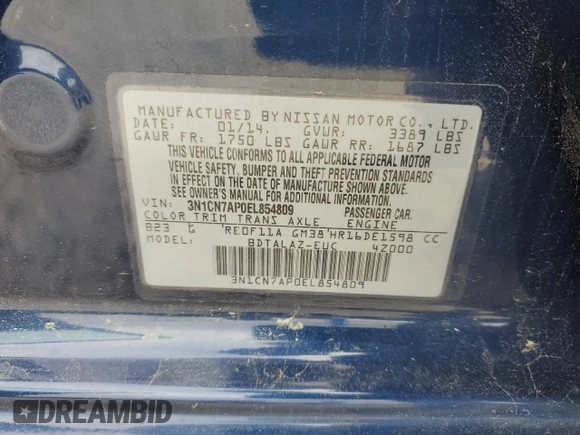 MANUFACTURED BY NISSAN MOTOR CO., LTD.
DATE: 01/14. GVWR: 3389 LBS
GAWR FR: 1750 LBS GAWR RR: 1687 LBS
THIS VEHICLE CONFORMS TO ALL APPLICABLE FEDERAL MOTOR
VEHICLE SAFETY, BUMPER AND THEFT PREVENTION STANDARDS
IN EFFECT ON THE DATE OF MANUFACTURE SHOWN ABOVE.
SEE OWNER'S MANUAL FOR ADDITIONAL INFORMATION.
VIN: 3N1CN7AP0EL854809 PASSENGER CAR.
COLOR TRIM TRANS AXLE ENGINE
B23 G RE0F11A GM38 HR16DE1598 CC
MODEL: BDTALAZ-EUC 4Z000
3N1CN7AP0EL854809
DREAMBID